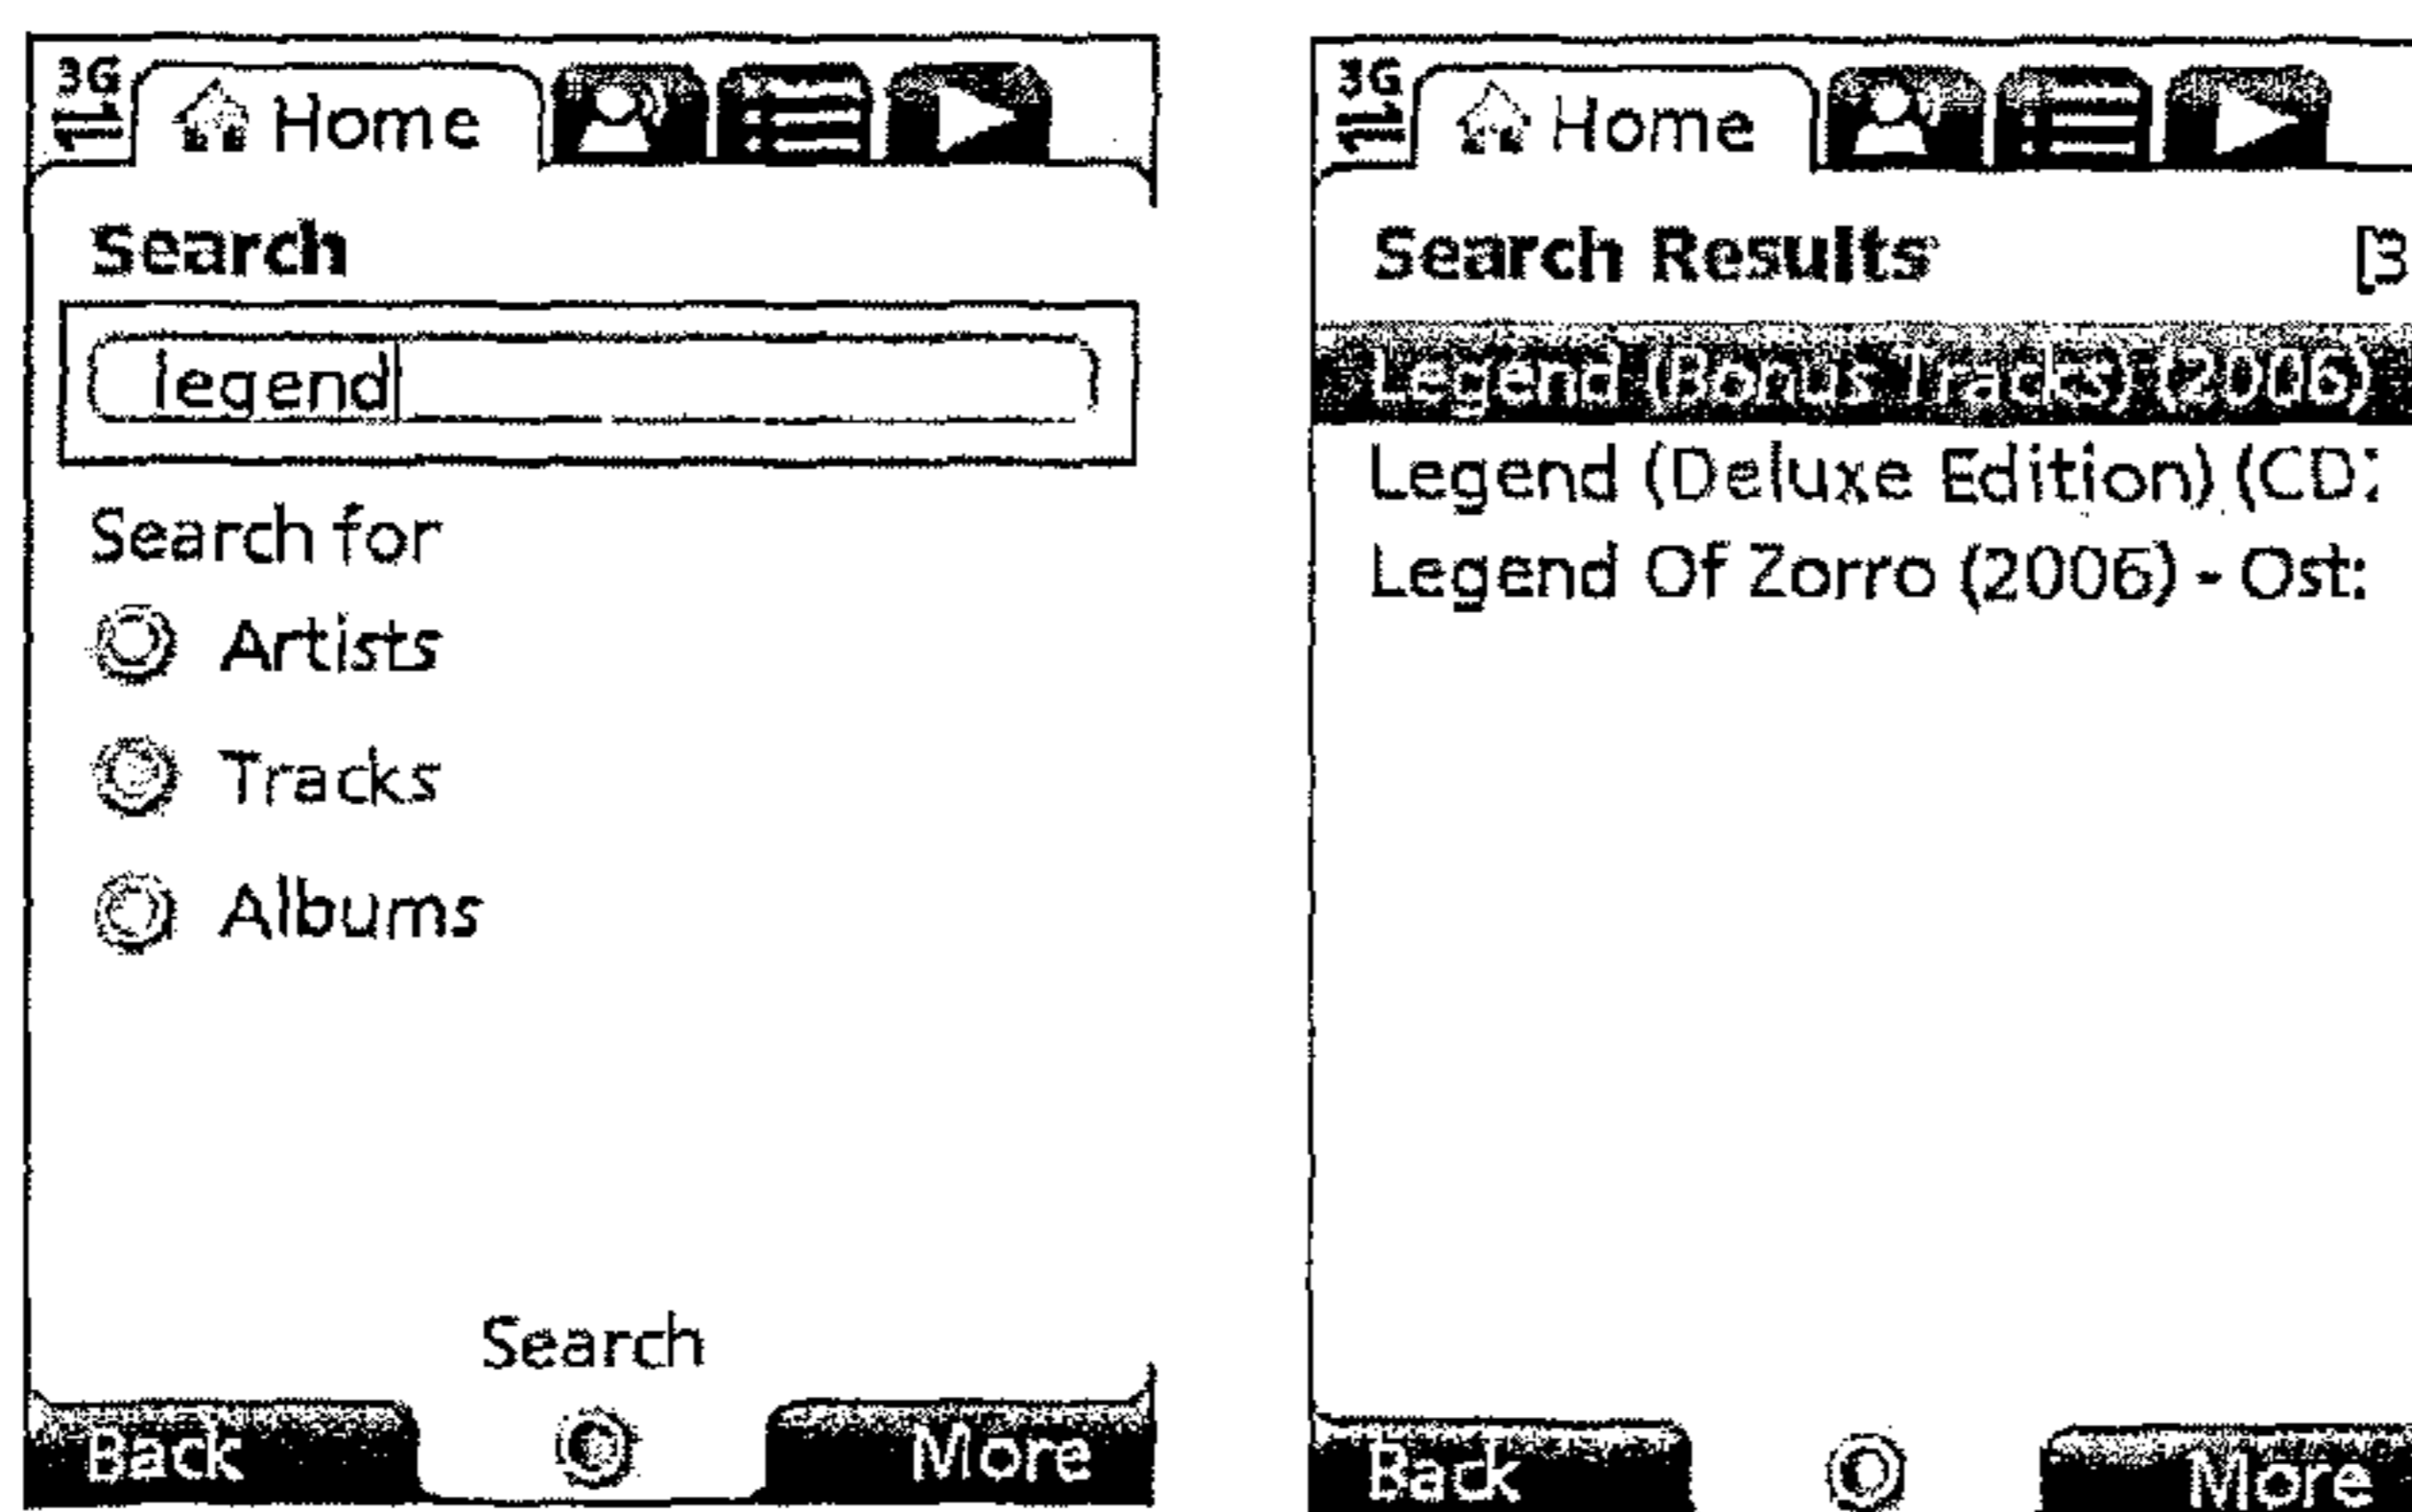 3G
Home
Search
legend
Search for
Artists
Tracks
Albums
Search
Back
More
3G
Home
Search Results [3
Legend (Bonus Tracks) (2006)
Legend (Deluxe Edition) (CD
Legend Of Zorro (2006) - Ost:
Back
More